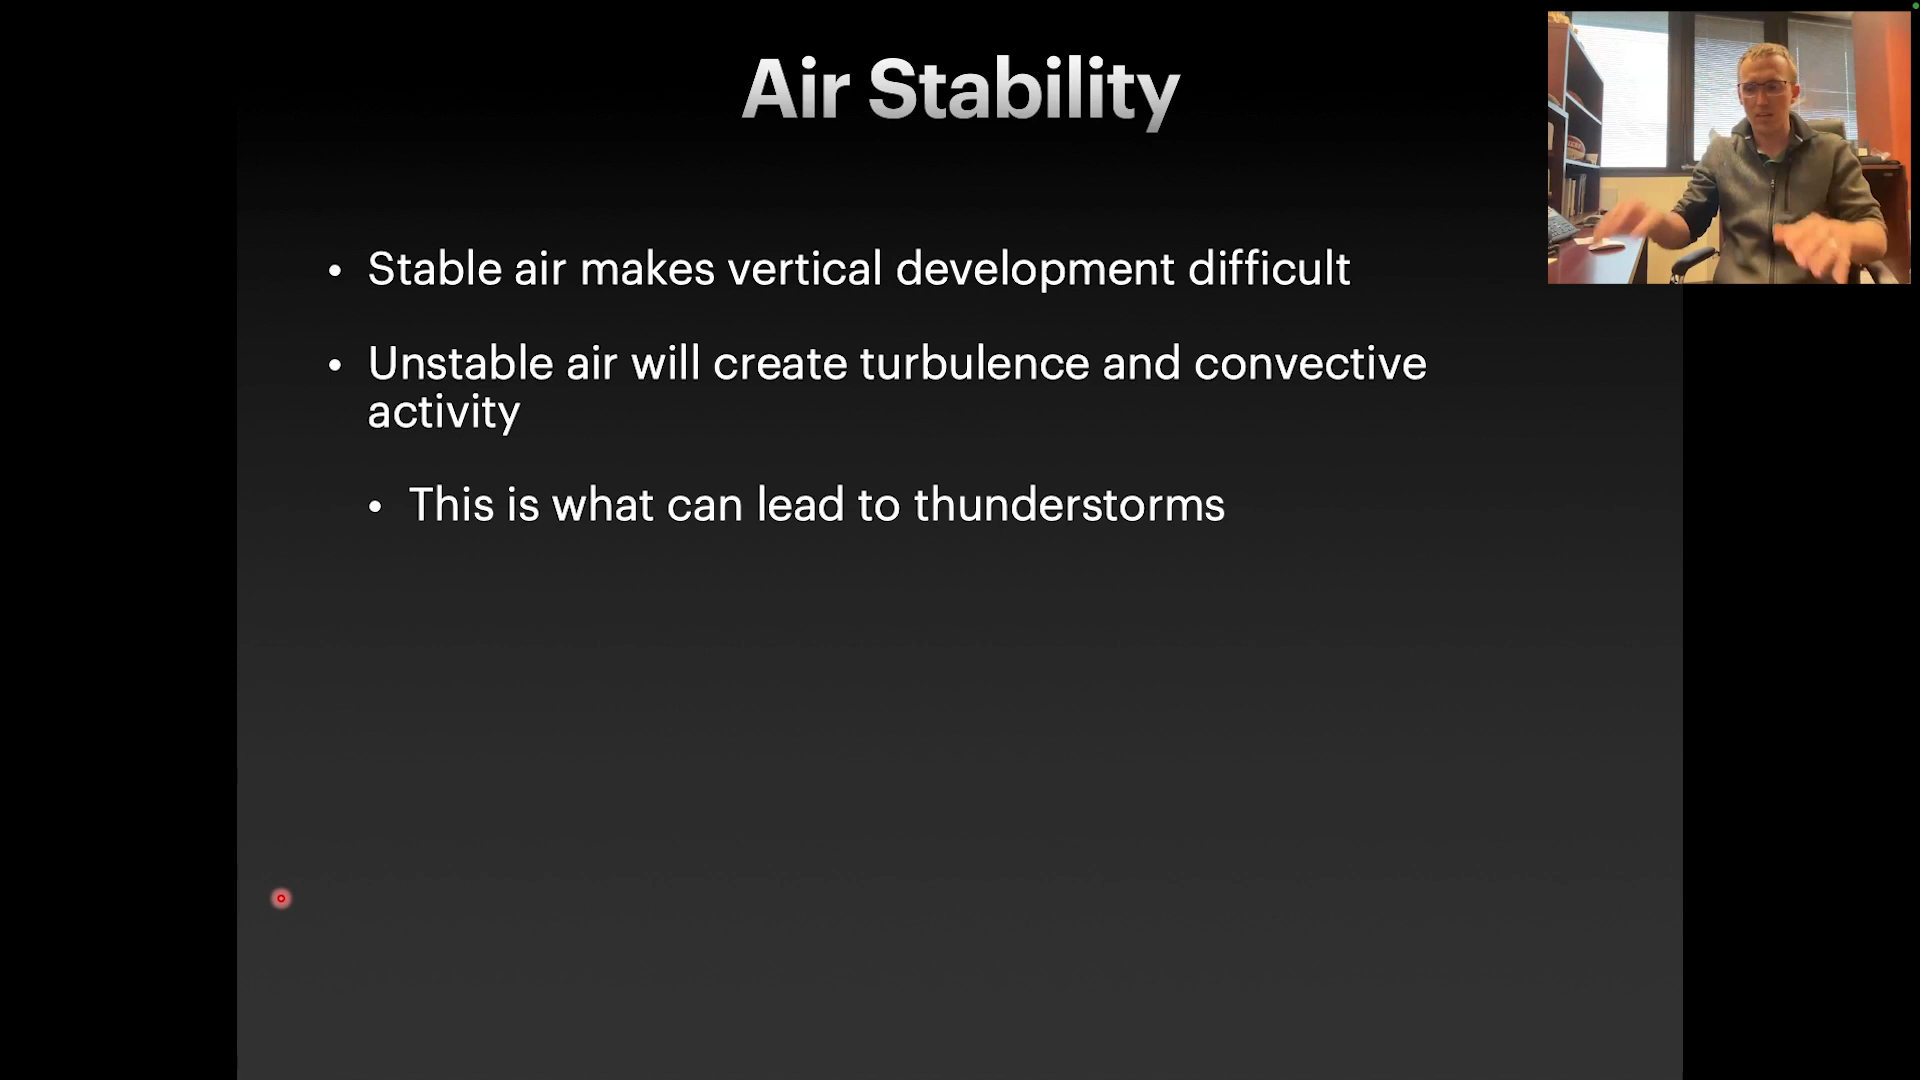 Air Stability
• Stable air makes vertical development difficult
• Unstable air will create turbulence and convective
activity
• This is what can lead to thunderstorms